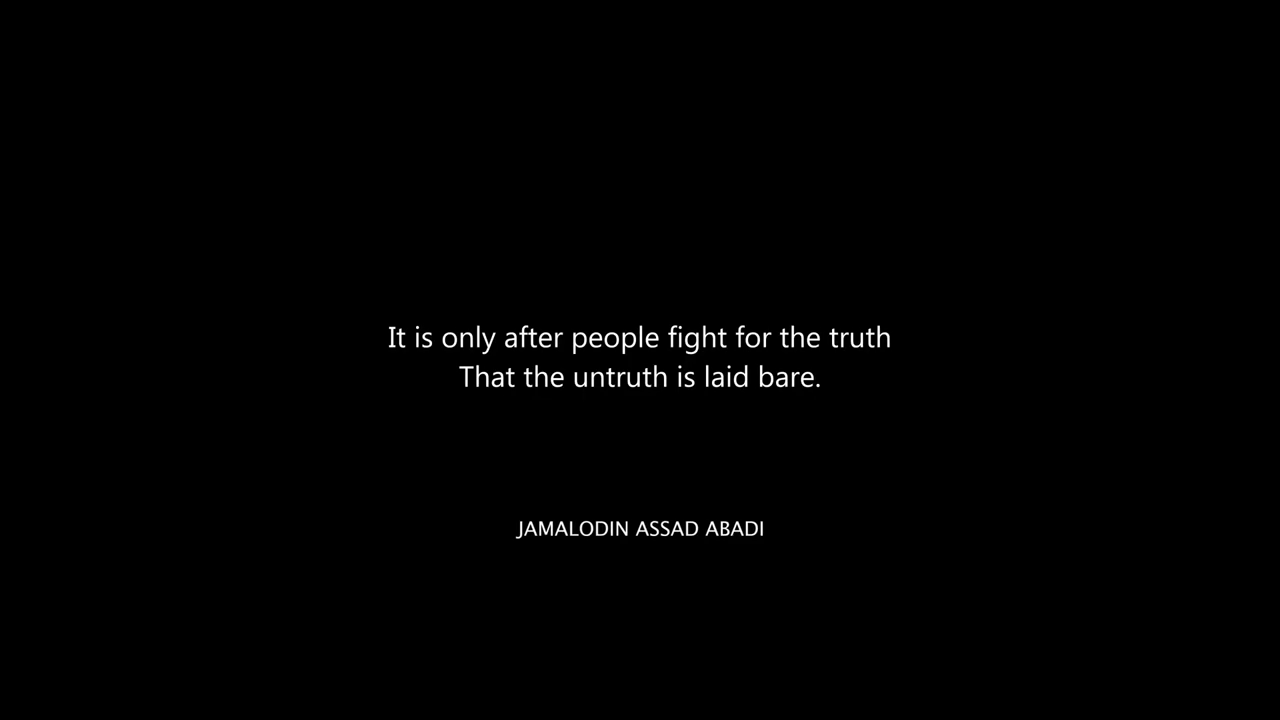 It is only after people fight for the truth
That the untruth is laid bare.
JAMALODIN ASSAD ABADI